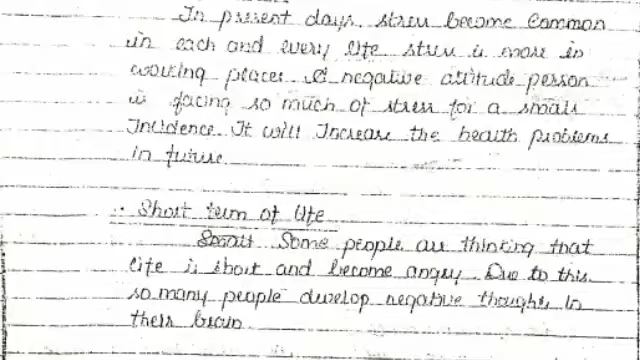 In present days stress become common
in each and every life stress is more in
working places. A negative attitude person
is facing so much of stress for a small
Incidence. It will Increase the health problems
in future
Short term of life
Some people are thinking that
life is short and become angry. Due to this
so many people develop negative thoughts in
their brain